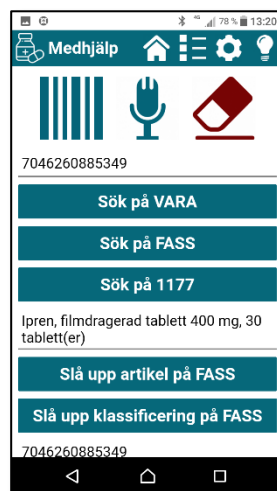 4G 78 % 13:20
Medhjälp
7046260885349
Sök på VARA
Sök på FASS
Sök på 1177
Ipren, filmdragerad tablett 400 mg, 30
tablett(er)
Slå upp artikel på FASS
Slå upp klassificering på FASS
7046260885349